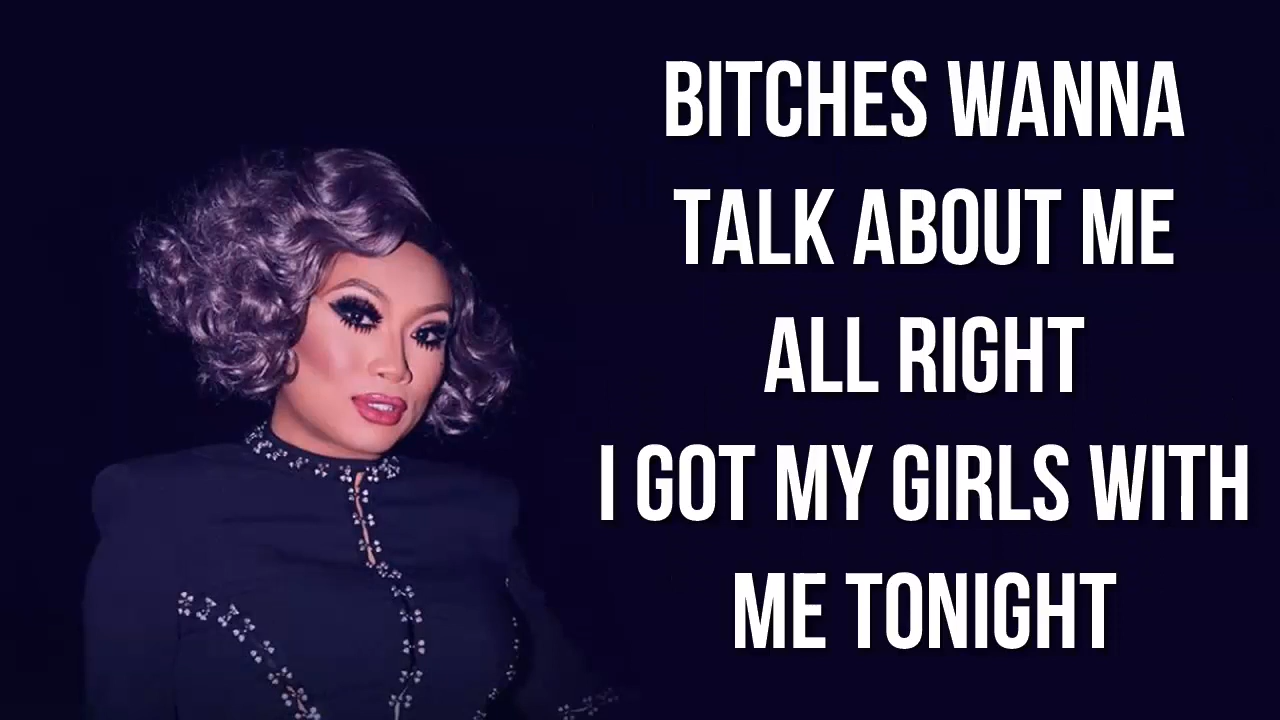 BITCHES WANNA
TALK ABOUT ME
ALL RIGHT
I GOT MY GIRLS WITH
ME TONIGHT